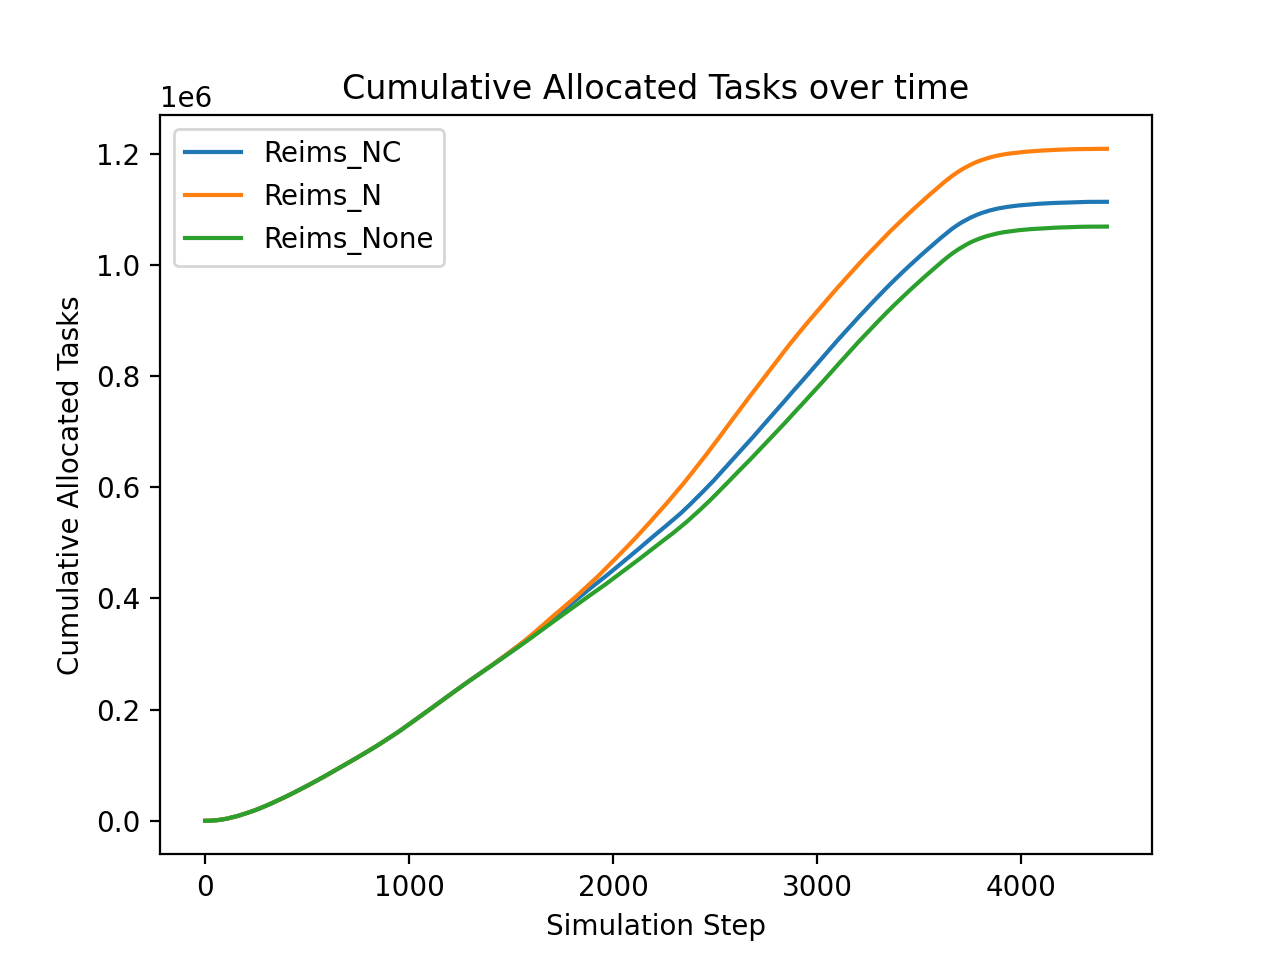 Cumulative Allocated Tasks over time
1e6
Reims_NC
Reims_N
Reims_None
1.2
1.0
0.8
0.6
0.4
0.2
0.0
Cumulative Allocated Tasks
0 1000 2000 3000 4000
Simulation Step